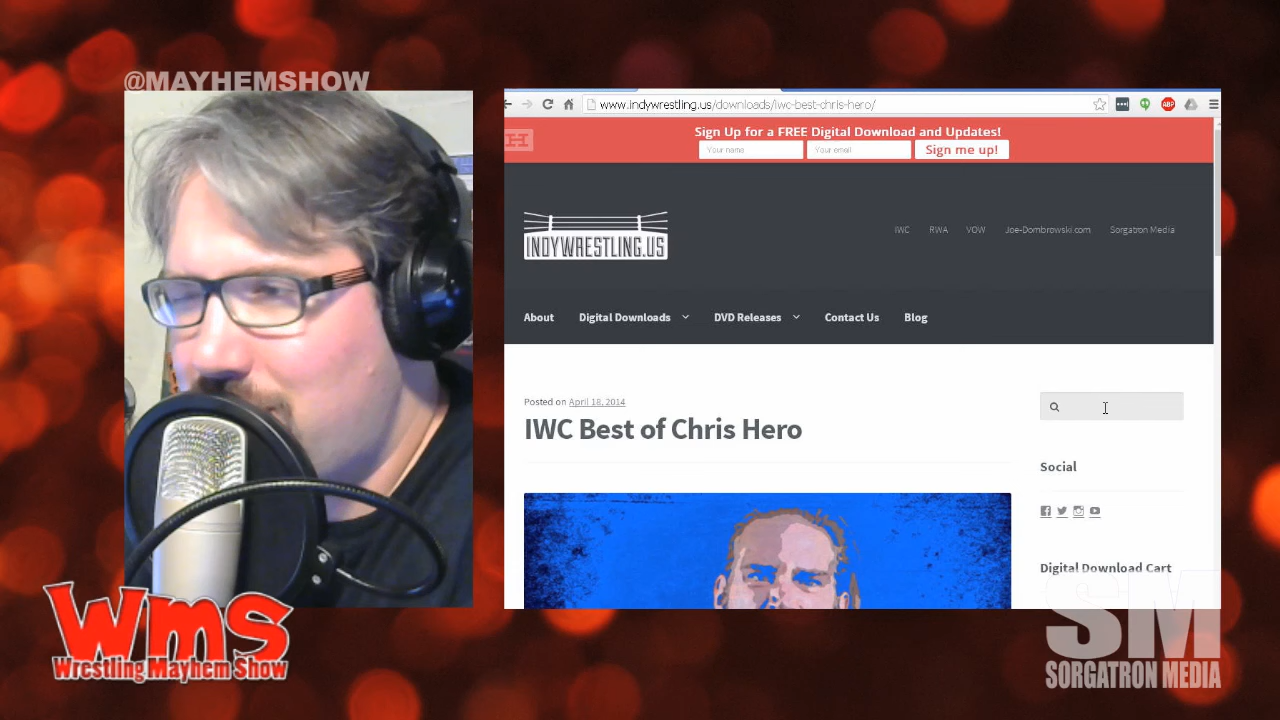 @MAYHEMSHOW
www.indywrestling.us/downloads/iwc-best-chris-hero/
ABP
Sign Up for a FREE Digital Download and Updates!
H
Your name
Your email
Sign me up!
INDYWRESTLING.US
IWC
RWA
VOW
Joe-Dombrowski.com
Sorgatron Media
About
Digital Downloads
DVD Releases
Contact Us
Blog
Posted on April 18, 2014
IWC Best of Chris Hero
Social
Digital Download Cart
Wms
Wrestling Mayhem Show
SM
SORGATRON MEDIA